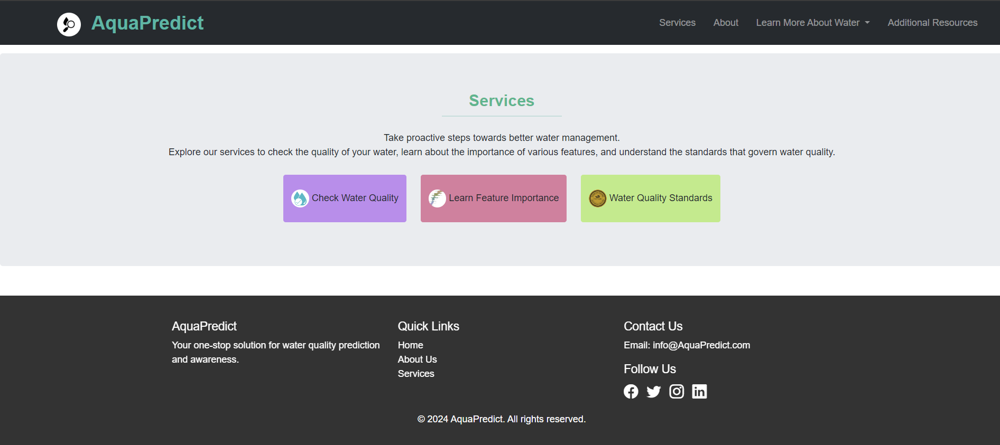 AquaPredict
Services
About
Learn More About Water
Additional Resources
Services
Take proactive steps towards better water management.
Explore our services to check the quality of your water, learn about the importance of various features, and understand the standards that govern water quality.
Check Water Quality
Learn Feature Importance
Water Quality Standards
AquaPredict
Your one-stop solution for water quality prediction
and awareness.
Quick Links
Home
About Us
Services
Contact Us
Email: info@AquaPredict.com
Follow Us
© 2024 AquaPredict. All rights reserved.